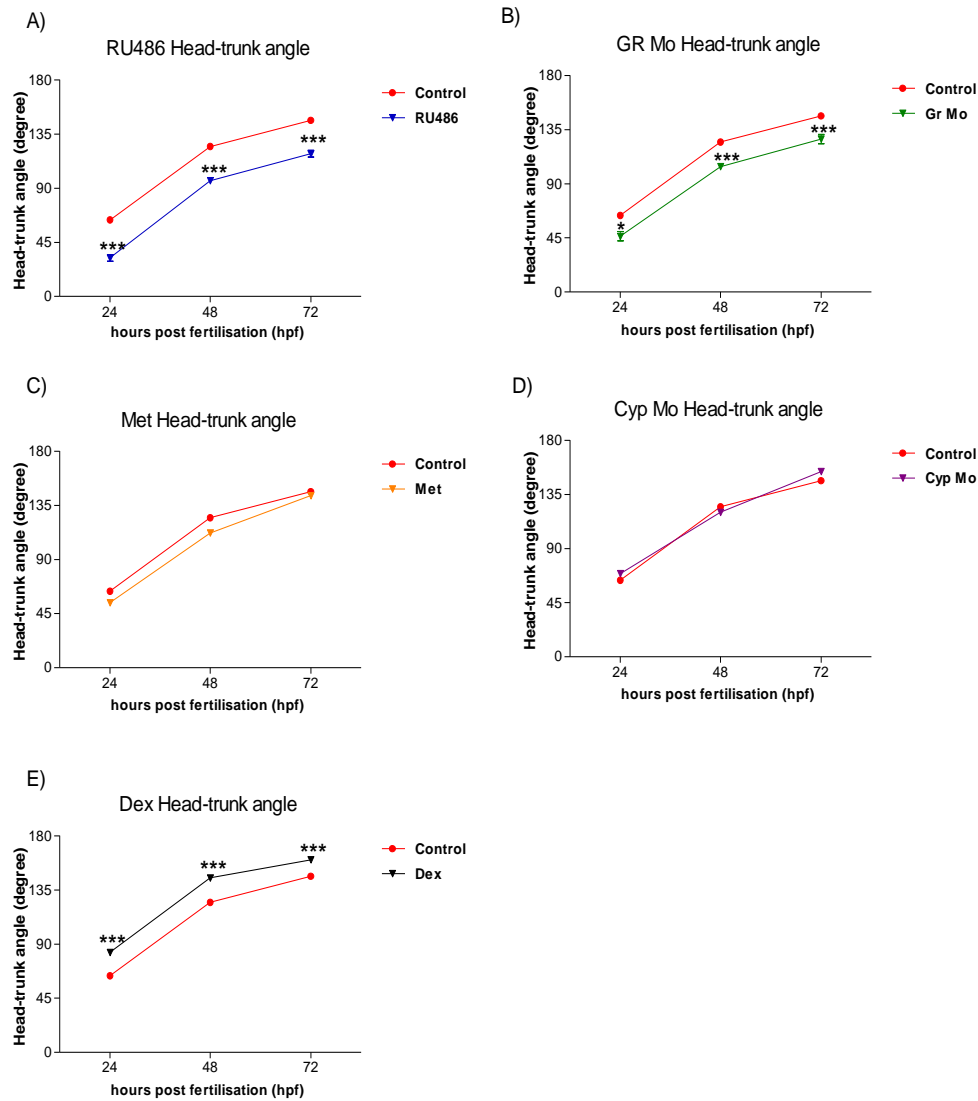 A)
RU486 Head-trunk angle
Head-trunk angle (degree)
180
135
90
45
0
***
***
***
24 48 72
hours post fertilisation (hpf)
Control
RU486
B)
GR Mo Head-trunk angle
Head-trunk angle (degree)
180
135
90
45
0
*
***
***
24 48 72
hours post fertilisation (hpf)
Control
Gr Mo
C)
Met Head-trunk angle
Head-trunk angle (degree)
180
135
90
45
0
24 48 72
hours post fertilisation (hpf)
Control
Met
D)
Cyp Mo Head-trunk angle
Head-trunk angle (degree)
180
135
90
45
0
24 48 72
hours post fertilisation (hpf)
Control
Cyp Mo
E)
Dex Head-trunk angle
Head-trunk angle (degree)
180
135
90
45
0
***
***
***
24 48 72
hours post fertilisation (hpf)
Control
Dex